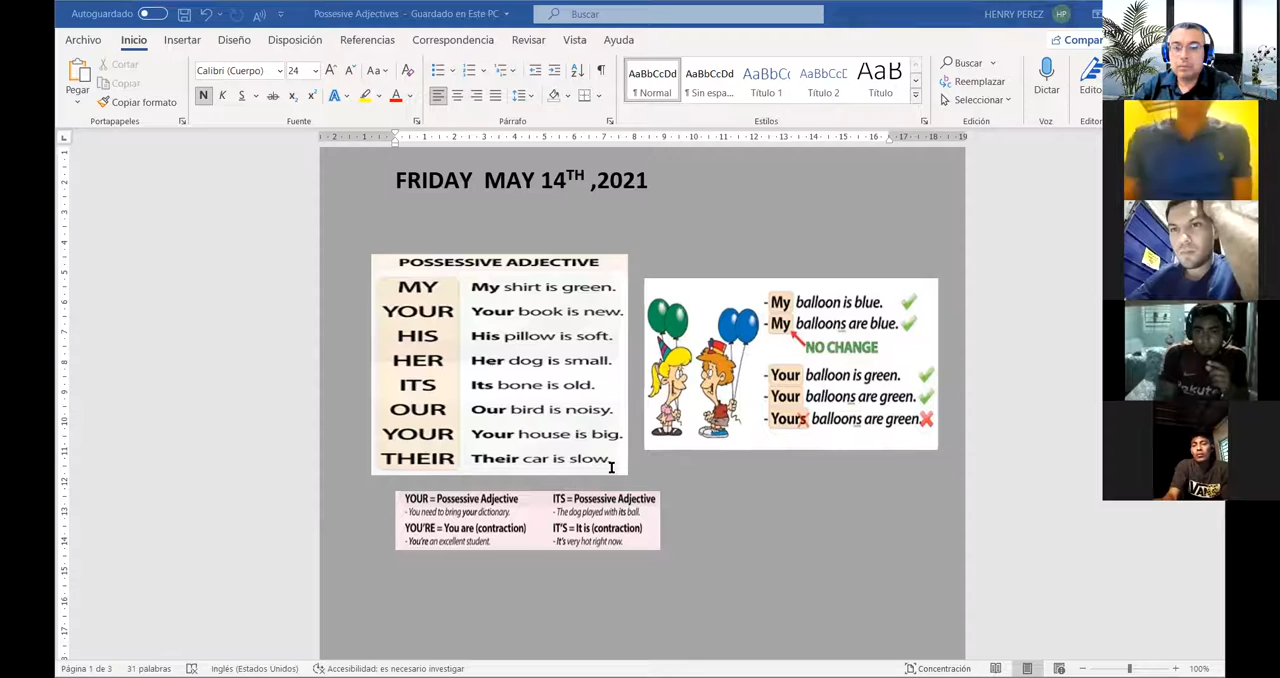 Autoguardado
Possesive Adjectives - Guardado en Este PC
Buscar
HENRY PEREZ
HP
Archivo
Inicio
Insertar
Diseño
Disposición
Referencias
Correspondencia
Revisar
Vista
Ayuda
Compar
Pegar
Cortar
Copiar
Copiar formato
Portapapeles
Calibri (Cuerpo)
24
Fuente
Párrafo
AaBbCcDd
¶ Normal
AaBbCcDd
¶ Sin espa...
AaBbCc
Título 1
AaBbCcE
Título 2
AaB
Título
Estilos
Buscar
Reemplazar
Seleccionar
Edición
Dictar
Voz
Edito
Editor
FRIDAY MAY 14TH ,2021
POSSESSIVE ADJECTIVE
MY My shirt is green.
YOUR Your book is new.
HIS His pillow is soft.
HER Her dog is small.
ITS Its bone is old.
OUR Our bird is noisy.
YOUR Your house is big.
THEIR Their car is slow.
- My balloon is blue.
- My balloons are blue.
NO CHANGE
- Your balloon is green.
- Your balloons are green.
- Yours balloons are green.
YOUR = Possessive Adjective
- You need to bring your dictionary.
YOU'RE = You are (contraction)
- You're an excellent student.
ITS = Possessive Adjective
- The dog played with its ball.
IT'S = It is (contraction)
- It's very hot right now.
VANS
Página 1 de 3
31 palabras
Inglés (Estados Unidos)
Accesibilidad: es necesario investigar
Concentración
100%